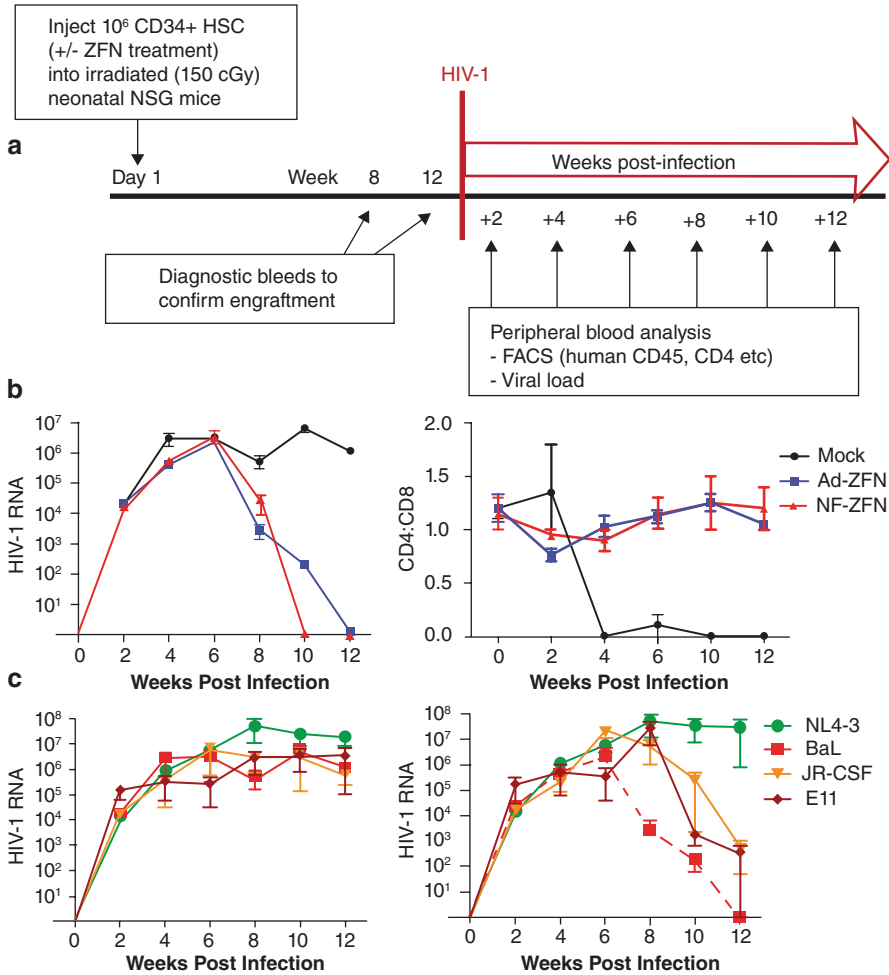 Inject 10⁶ CD34+ HSC
(+/- ZFN treatment)
into irradiated (150 cGy)
neonatal NSG mice
HIV-1
a
Weeks post-infection
Day 1 Week 8 12
+2 +4 +6 +8 +10 +12
Diagnostic bleeds to
confirm engraftment
Peripheral blood analysis
- FACS (human CD45, CD4 etc)
- Viral load
b
HIV-1 RNA
10⁷
10⁶
10⁵
10⁴
10³
10²
10¹
0 2 4 6 8 10 12
Weeks Post Infection
CD4:CD8
2.0
1.5
1.0
0.5
0.0
0 2 4 6 10 12
Weeks Post Infection
Mock
Ad-ZFN
NF-ZFN
c
HIV-1 RNA
10⁸
10⁷
10⁶
10⁵
10⁴
10³
10²
10¹
0 2 4 6 8 10 12
Weeks Post Infection
HIV-1 RNA
10⁸
10⁷
10⁶
10⁵
10⁴
10³
10²
10¹
0 2 4 6 8 10 12
Weeks Post Infection
NL4-3
BaL
JR-CSF
E11